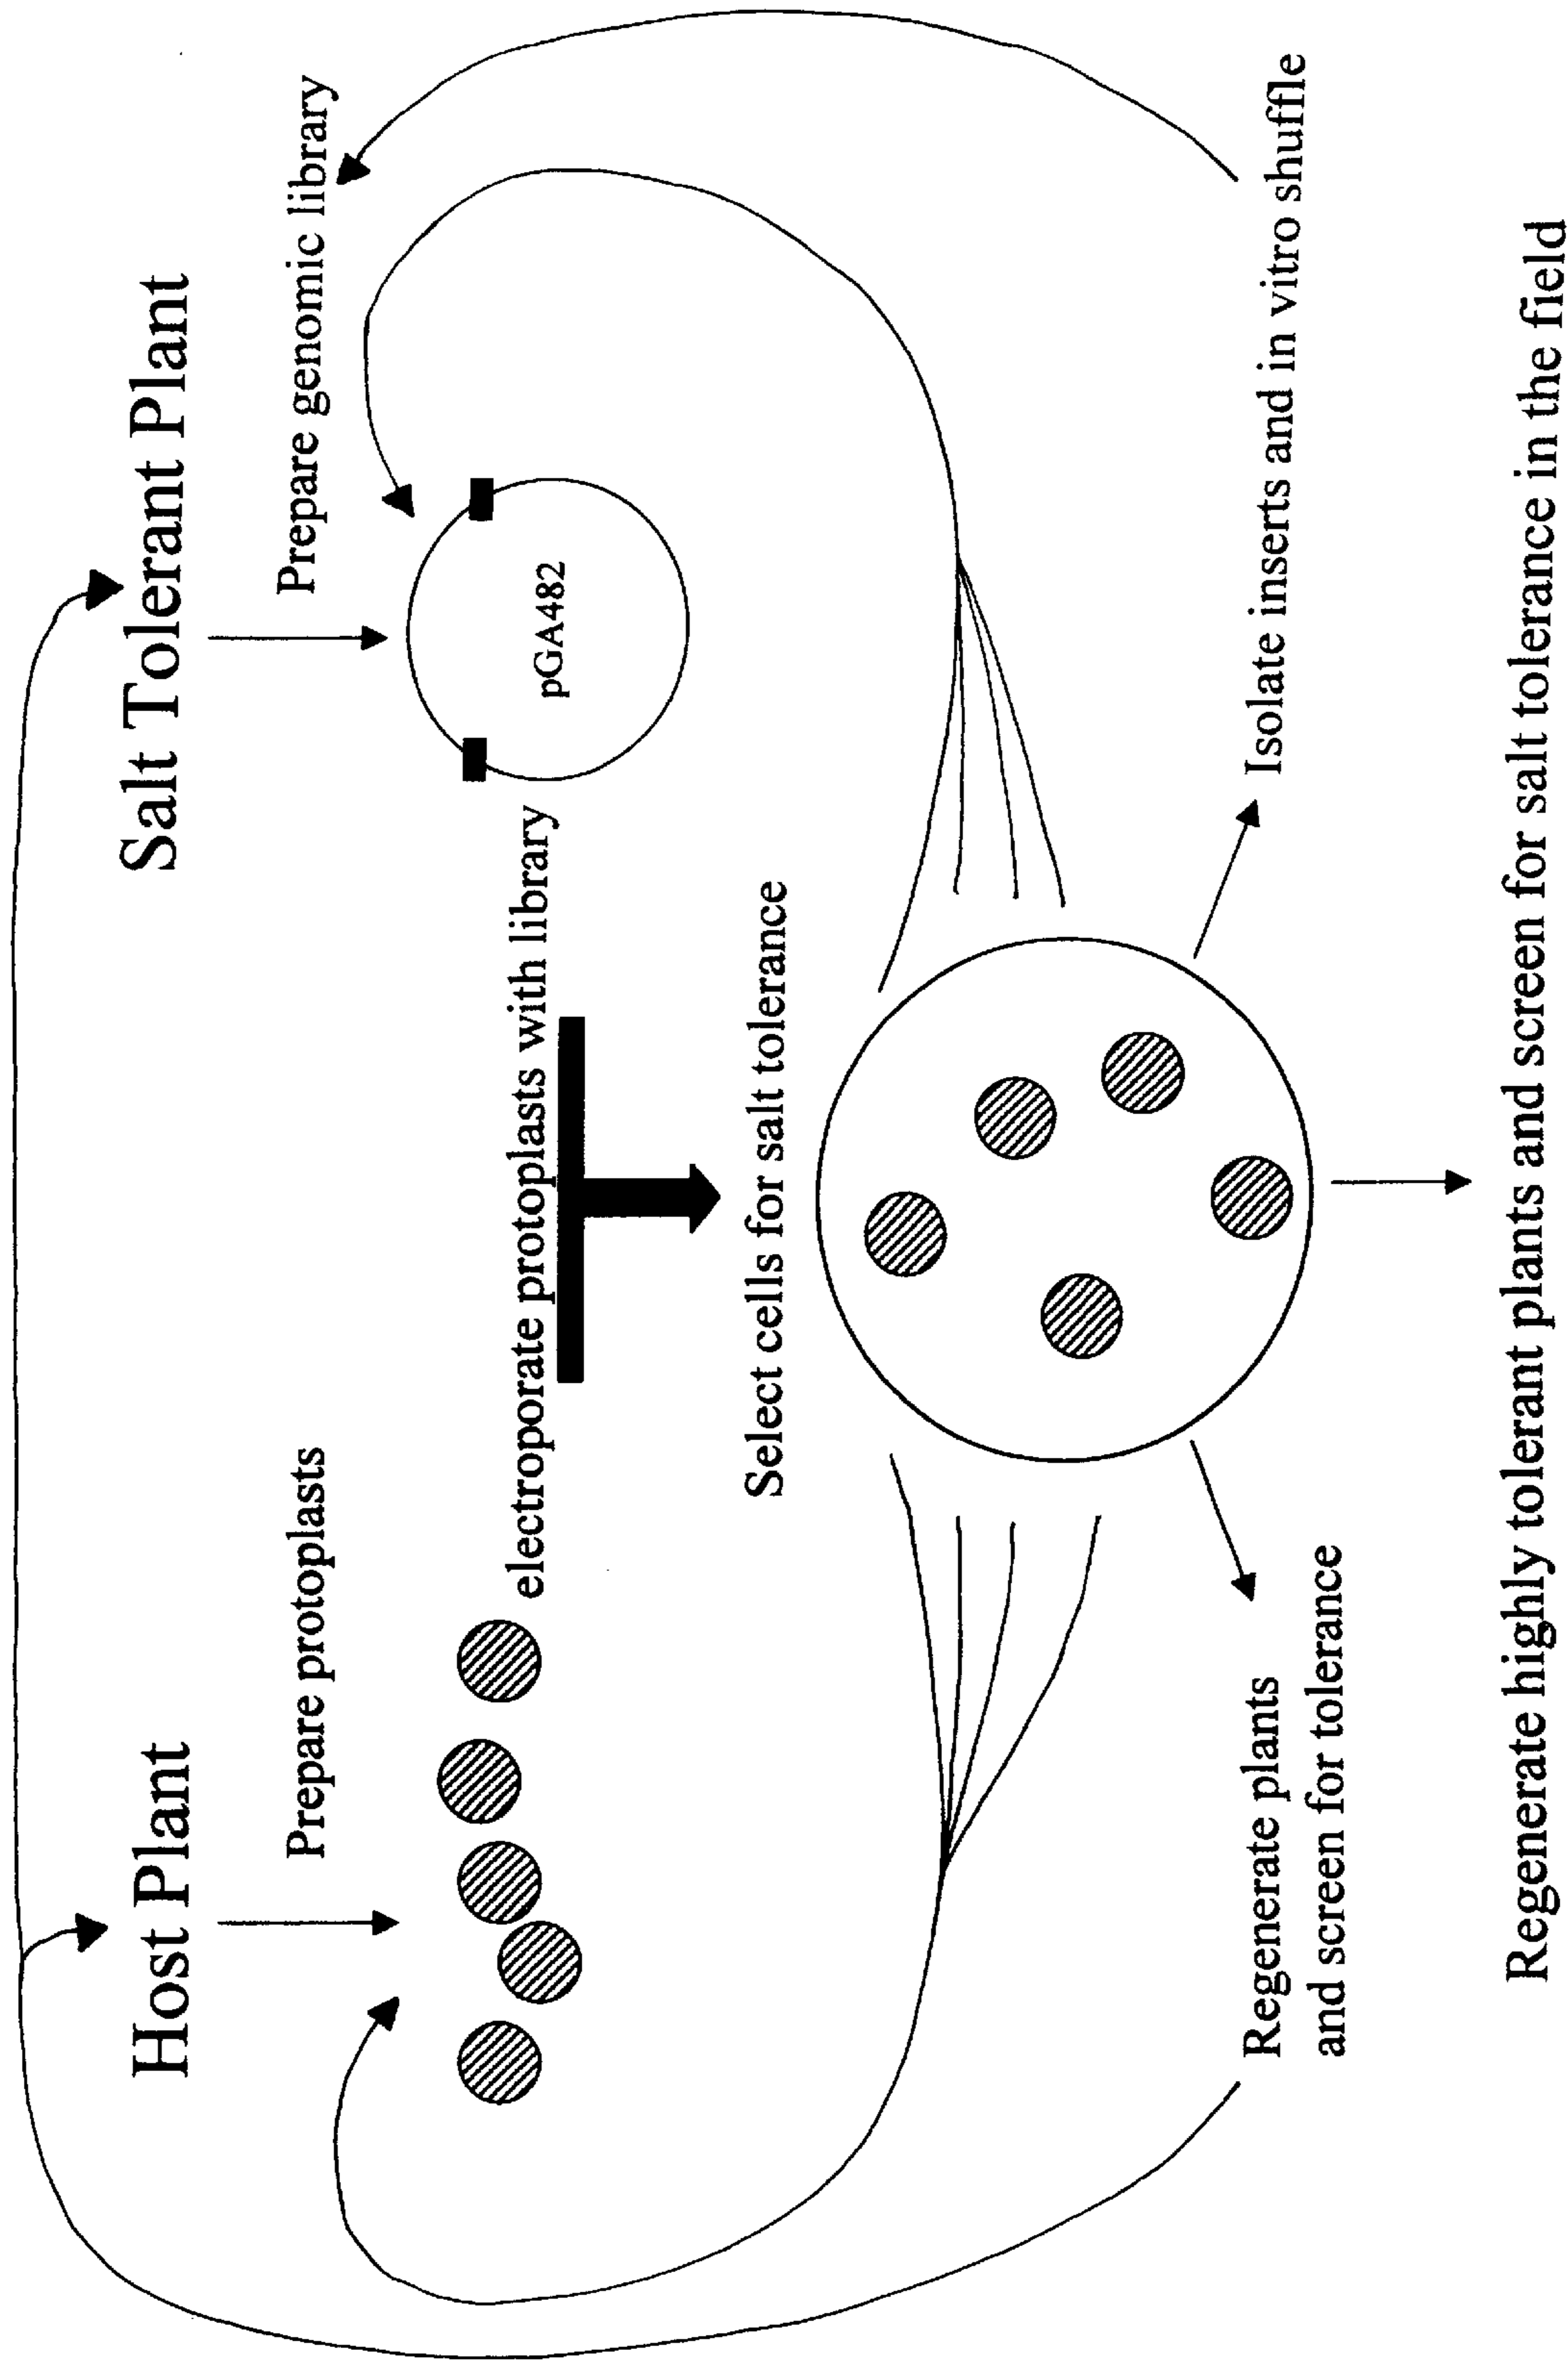 Host Plant
Salt Tolerant Plant
Prepare protoplasts
Prepare genomic library
electroporate protoplasts with library
pGA482
Select cells for salt tolerance
Regenerate plants
and screen for tolerance
Isolate inserts and in vitro shuffle
Regenerate highly tolerant plants and screen for salt tolerance in the field